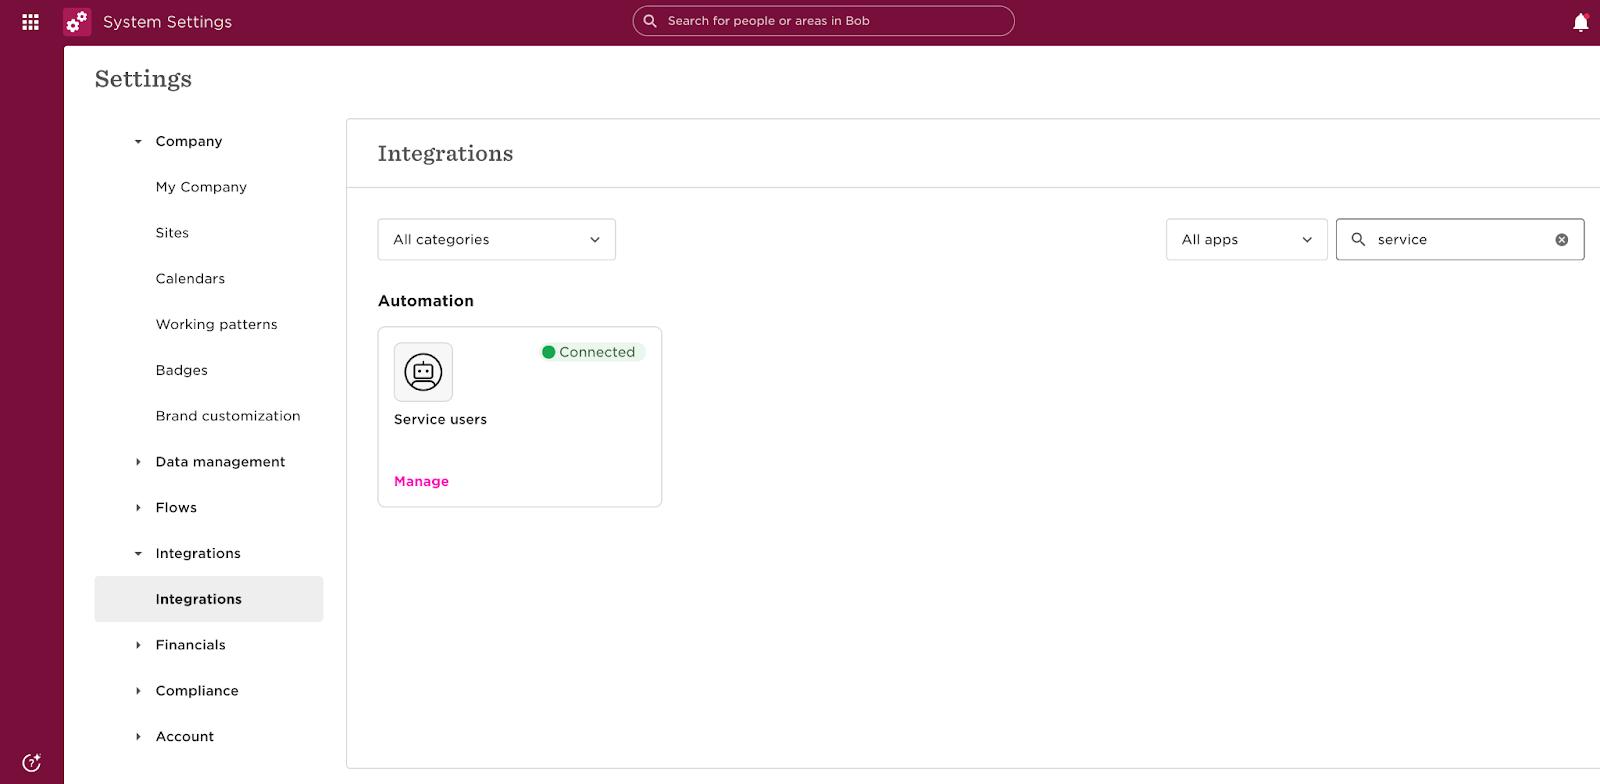 System Settings
Search for people or areas in Bob
Settings
Company
My Company
Sites
Calendars
Working patterns
Badges
Brand customization
Data management
Flows
Integrations
Integrations
Financials
Compliance
Account
Integrations
All categories
All apps
service
Automation
Connected
Service users
Manage